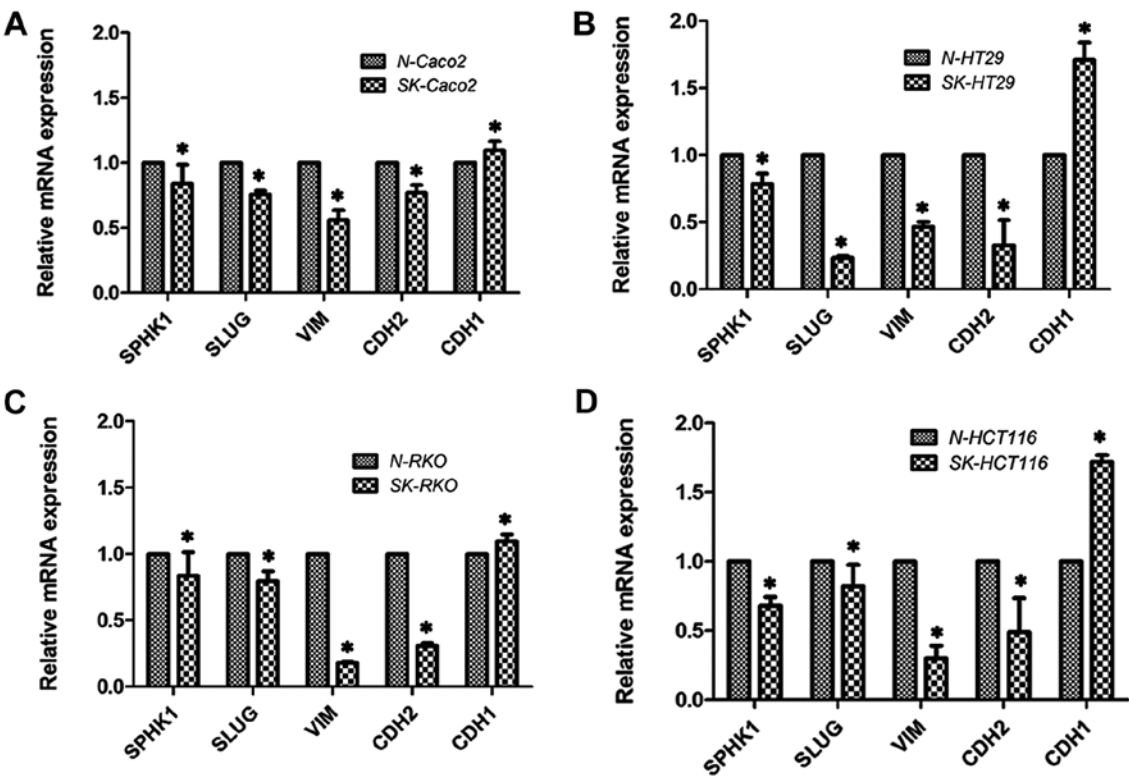 A
Relative mRNA expression
2.0
1.5
1.0
0.5
0.0
N-Caco2
SK-Caco2
* * * * *
SPHK1 SLUG VIM CDH2 CDH1
B
Relative mRNA expression
2.0
1.5
1.0
0.5
0.0
N-HT29
SK-HT29
* * * * *
SPHK1 SLUG VIM CDH2 CDH1
C
Relative mRNA expression
2.0
1.5
1.0
0.5
0.0
N-RKO
SK-RKO
* * * * *
SPHK1 SLUG VIM CDH2 CDH1
D
Relative mRNA expression
2.0
1.5
1.0
0.5
0.0
N-HCT116
SK-HCT116
* * * * *
SPHK1 SLUG VIM CDH2 CDH1